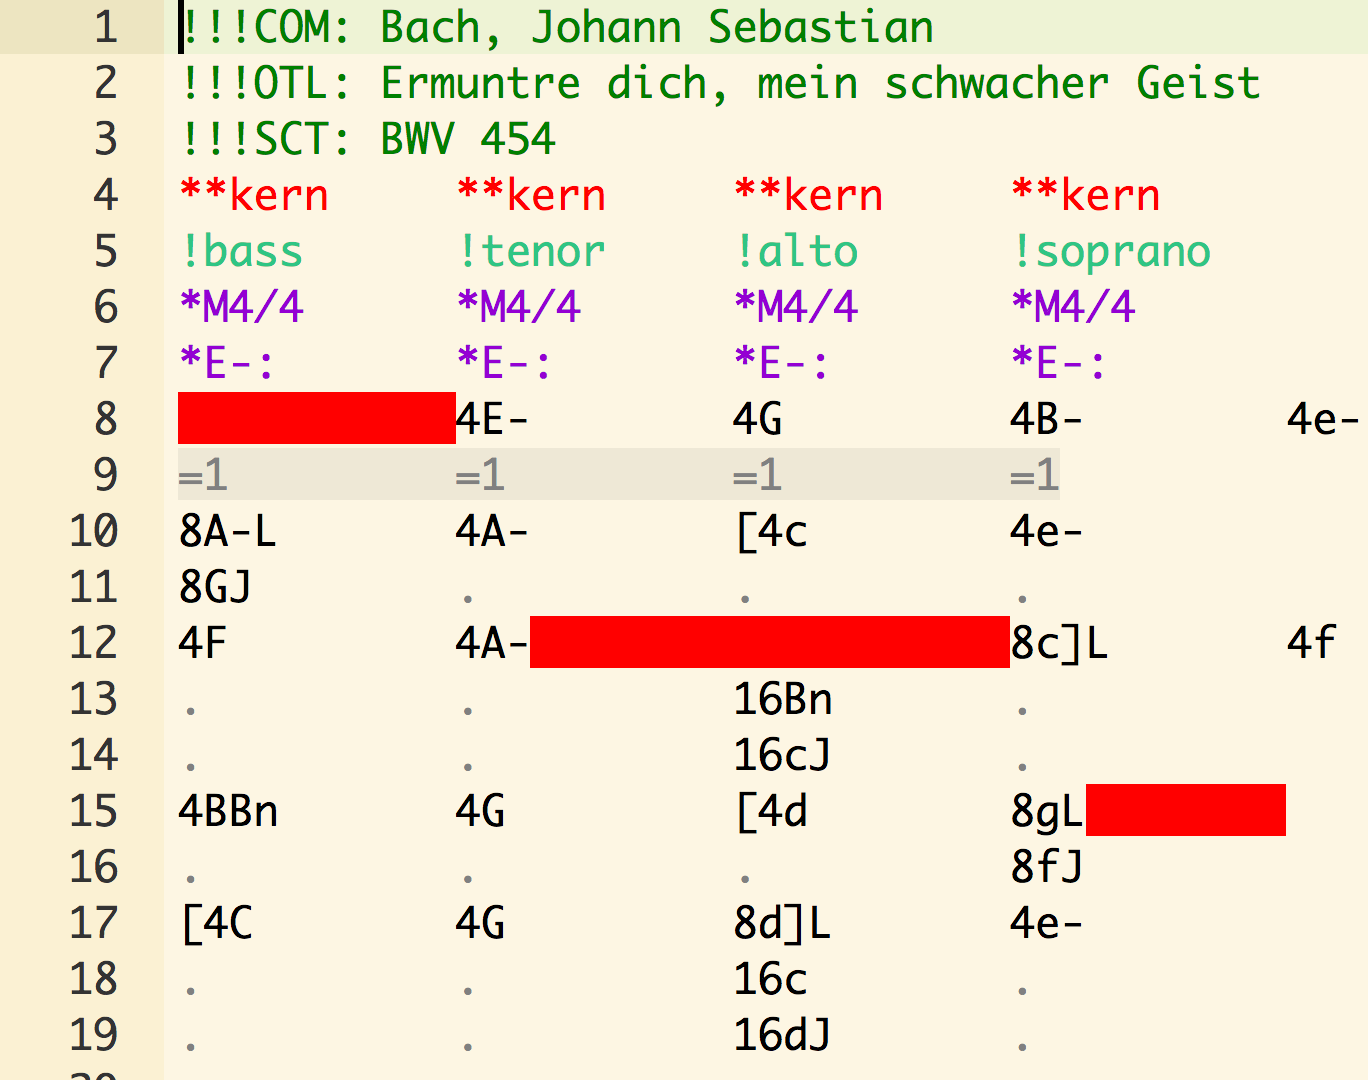 1 !!!COM: Bach, Johann Sebastian
2 !!!OTL: Ermuntre dich, mein schwacher Geist
3 !!!SCT: BWV 454
4 **kern **kern **kern **kern
5 !bass !tenor !alto !soprano
6 *M4/4 *M4/4 *M4/4 *M4/4
7 *E-: *E-: *E-: *E-:
8 4E- 4G 4B- 4e-
9 =1 =1 =1 =1
10 8A-L 4A- [4c 4e-
11 8GJ . . .
12 4F 4A- 8c]L 4f
13 . . 16Bn .
14 . . 16cJ .
15 4BBn 4G [4d 8gL
16 . . . 8fJ
17 [4C 4G 8d]L 4e-
18 . . 16c .
19 . . 16dJ .